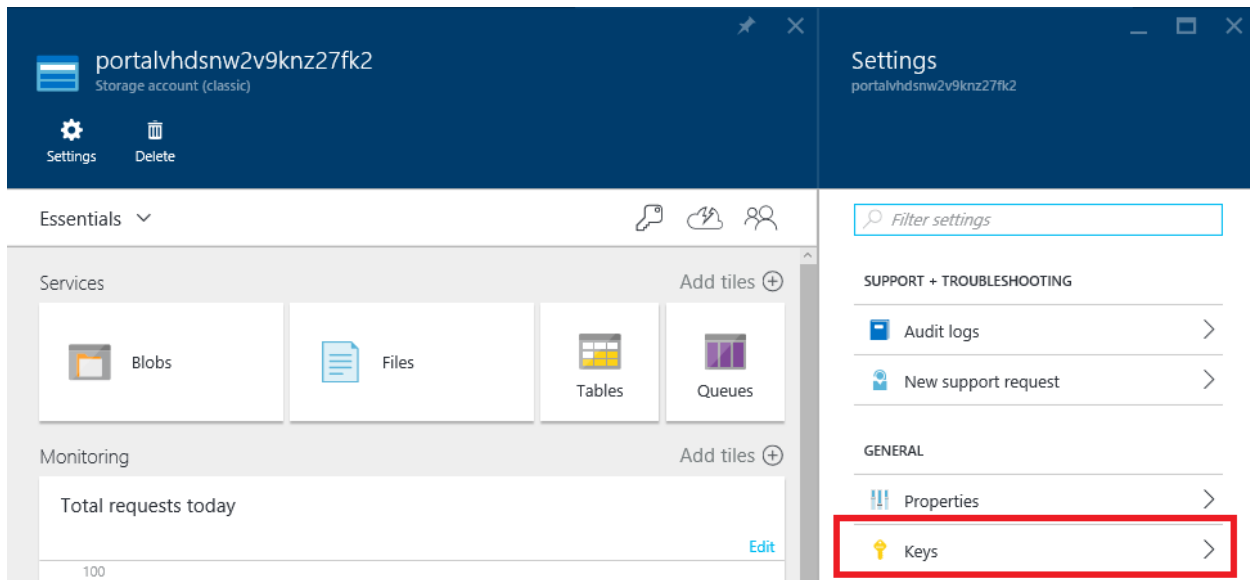 portalvhdsnw2v9knz27fk2
Storage account (classic)
Settings
Delete
Essentials
Services
Add tiles
Blobs
Files
Tables
Queues
Monitoring
Add tiles
Total requests today
Edit
100
Settings
portalvhdsnw2v9knz27fk2
Filter settings
SUPPORT + TROUBLESHOOTING
Audit logs
New support request
GENERAL
Properties
Keys